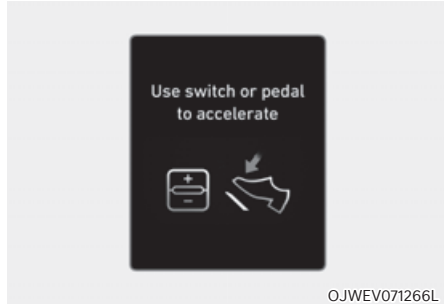 Use switch or pedal
to accelerate
+
-
OJWEV071266L